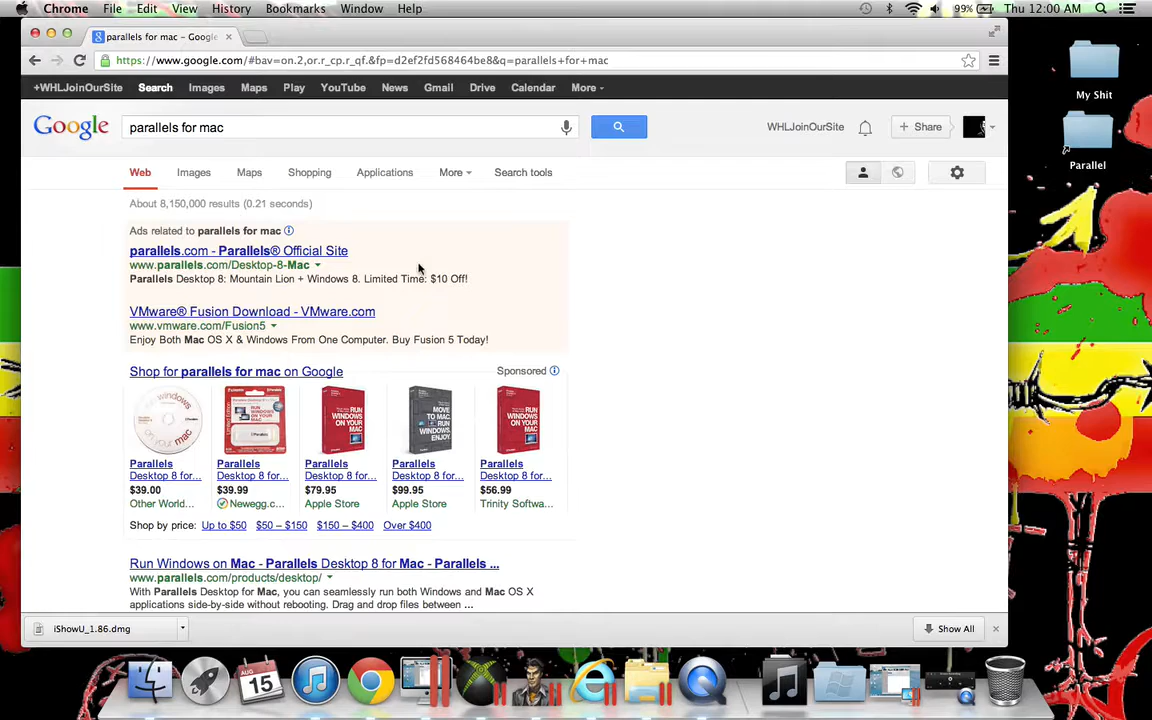 Chrome File Edit View History Bookmarks Window Help 99% Thu 12:00 AM
parallels for mac - Google
https://www.google.com/#bav=on.2,or.r_cp.r_qf.&fp=d2ef2fd568464be8&q=parallels+for+mac
+WHLJoinOurSite Search Images Maps Play YouTube News Gmail Drive Calendar More
Google parallels for mac WHLJoinOurSite + Share
Web Images Maps Shopping Applications More Search tools
About 8,150,000 results (0.21 seconds)
Ads related to parallels for mac
parallels.com - Parallels® Official Site
www.parallels.com/Desktop-8-Mac
Parallels Desktop 8: Mountain Lion + Windows 8. Limited Time: $10 Off!
VMware® Fusion Download - VMware.com
www.vmware.com/Fusion5
Enjoy Both Mac OS X & Windows From One Computer. Buy Fusion 5 Today!
Shop for parallels for mac on Google Sponsored
Parallels Parallels Parallels Parallels Parallels
Desktop 8 for... Desktop 8 for... Desktop 8 for... Desktop 8 for... Desktop 8 for...
$39.00 $39.99 $79.95 $99.95 $56.99
Other World... Newegg.c... Apple Store Apple Store Trinity Softwa...
Shop by price: Up to $50 $50 – $150 $150 – $400 Over $400
Run Windows on Mac - Parallels Desktop 8 for Mac - Parallels ...
www.parallels.com/products/desktop/
With Parallels Desktop for Mac, you can seamlessly run both Windows and Mac OS X
applications side-by-side without rebooting. Drag and drop files between ...
iShowU_1.86.dmg Show All
My Shit
Parallel
AUG
15